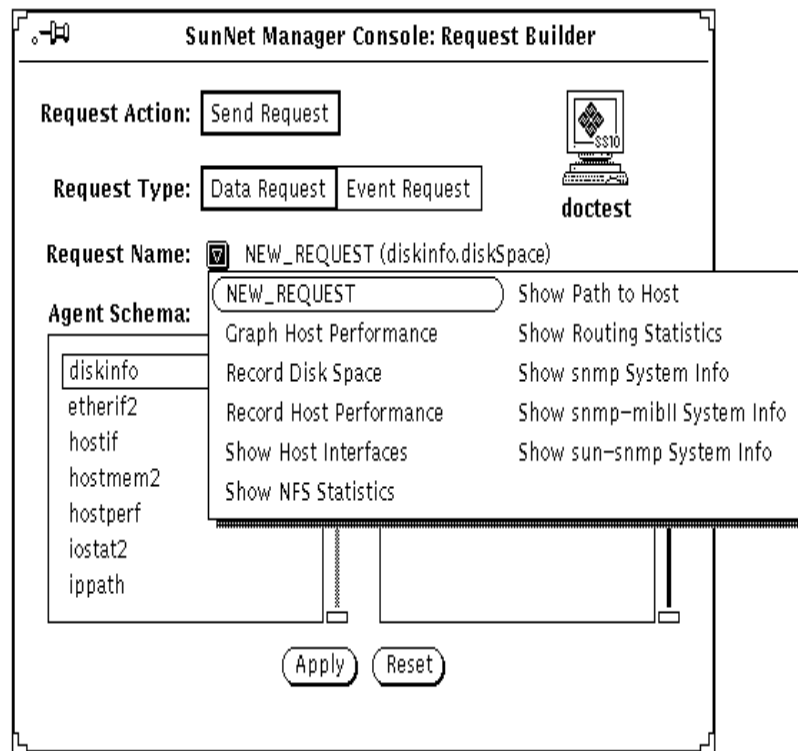 SunNet Manager Console: Request Builder
Request Action: Send Request
SS10
Request Type: Data Request Event Request
doctest
Request Name: NEW_REQUEST (diskinfo.diskSpace)
NEW_REQUEST Show Path to Host
Agent Schema:
Graph Host Performance Show Routing Statistics
diskinfo Record Disk Space Show snmp System Info
etherif2 Record Host Performance Show snmp-mibII System Info
hostif Show Host Interfaces Show sun-snmp System Info
hostmem2 Show NFS Statistics
hostperf
iostat2
ippath
Apply Reset